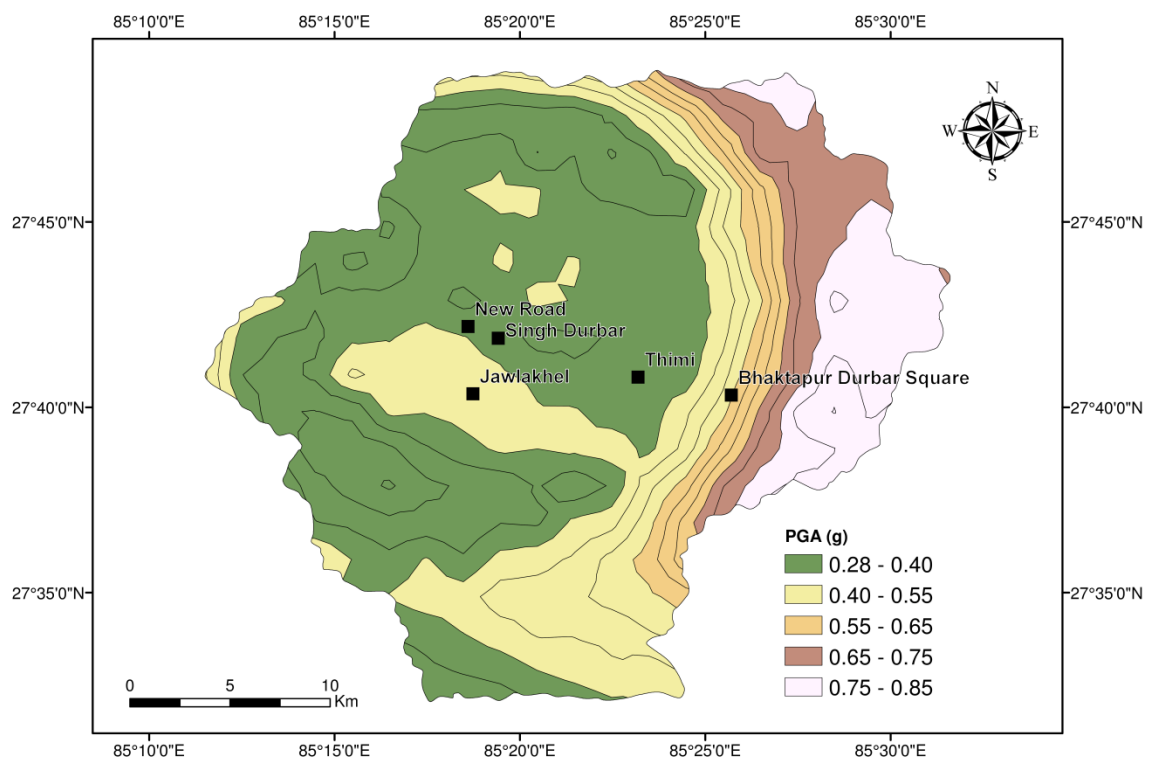 85°10'0"E 85°15'0"E 85°20'0"E 85°25'0"E 85°30'0"E
N
W E
S
27°45'0"N 27°45'0"N
New Road
Singh Durbar
Thimi
Jawlakhel
Bhaktapur Durbar Square
27°40'0"N 27°40'0"N
PGA (g)
0.28 - 0.40
0.40 - 0.55
0.55 - 0.65
0.65 - 0.75
0.75 - 0.85
27°35'0"N 27°35'0"N
0 5 10
Km
85°10'0"E 85°15'0"E 85°20'0"E 85°25'0"E 85°30'0"E